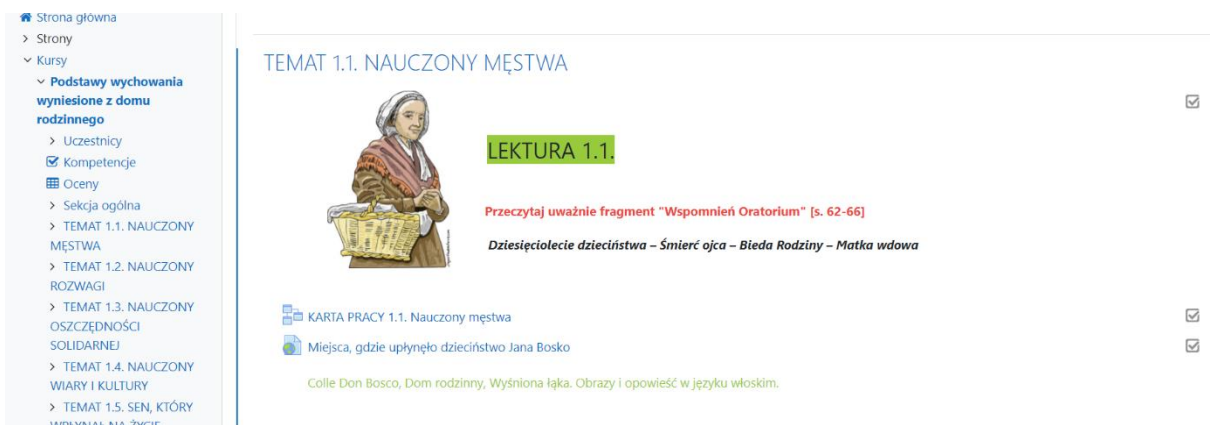 Strona główna
Strony
Kursy
Podstawy wychowania
wyniesione z domu
rodzinnego
Uczestnicy
Kompetencje
Oceny
Sekcja ogólna
TEMAT 1.1. NAUCZONY
MĘSTWA
TEMAT 1.2. NAUCZONY
ROZWAGI
TEMAT 1.3. NAUCZONY
OSZCZĘDNOŚCI
SOLIDARNEJ
TEMAT 1.4. NAUCZONY
WIARY I KULTURY
TEMAT 1.5. SEN, KTÓRY
WPŁYNĄŁ NA ŻYCIE
TEMAT 1.1. NAUCZONY MĘSTWA
LEKTURA 1.1.
Przeczytaj uważnie fragment "Wspomnień Oratorium" [s. 62-66]
Dziesięciolecie dzieciństwa – Śmierć ojca – Bieda Rodziny – Matka wdowa
KARTA PRACY 1.1. Nauczony męstwa
Miejsca, gdzie upłynęło dzieciństwo Jana Bosko
Colle Don Bosco, Dom rodzinny, Wyśniona łąka. Obrazy i opowieść w języku włoskim.